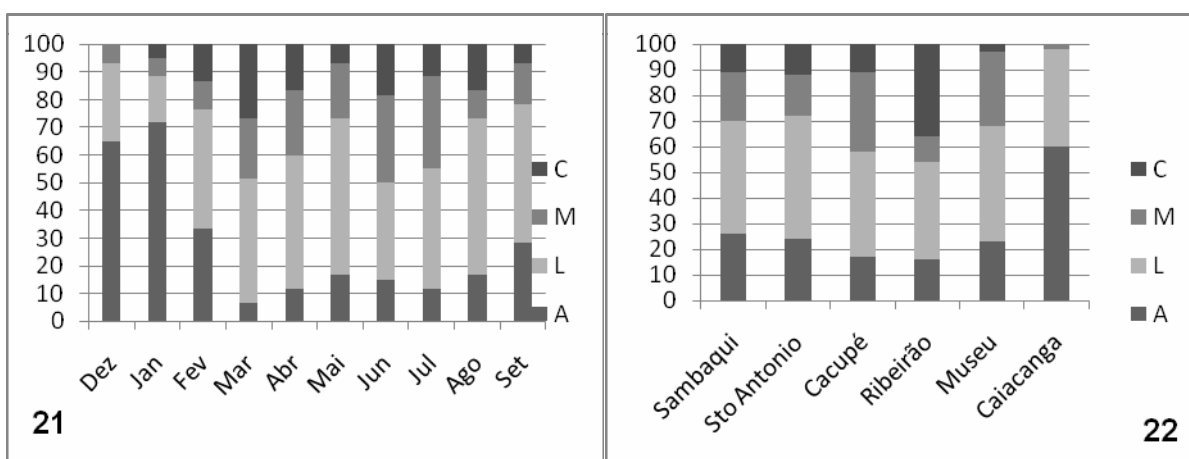 100
90
80
70
60
50
40
30
20
10
0
Dez
Jan
Fev
Mar
Abr
Mai
Jun
Jul
Ago
Set
C
M
L
A
21
100
90
80
70
60
50
40
30
20
10
0
Sambaqui
Sto Antonio
Cacupé
Ribeirão
Museu
Caiacanga
C
M
L
A
22